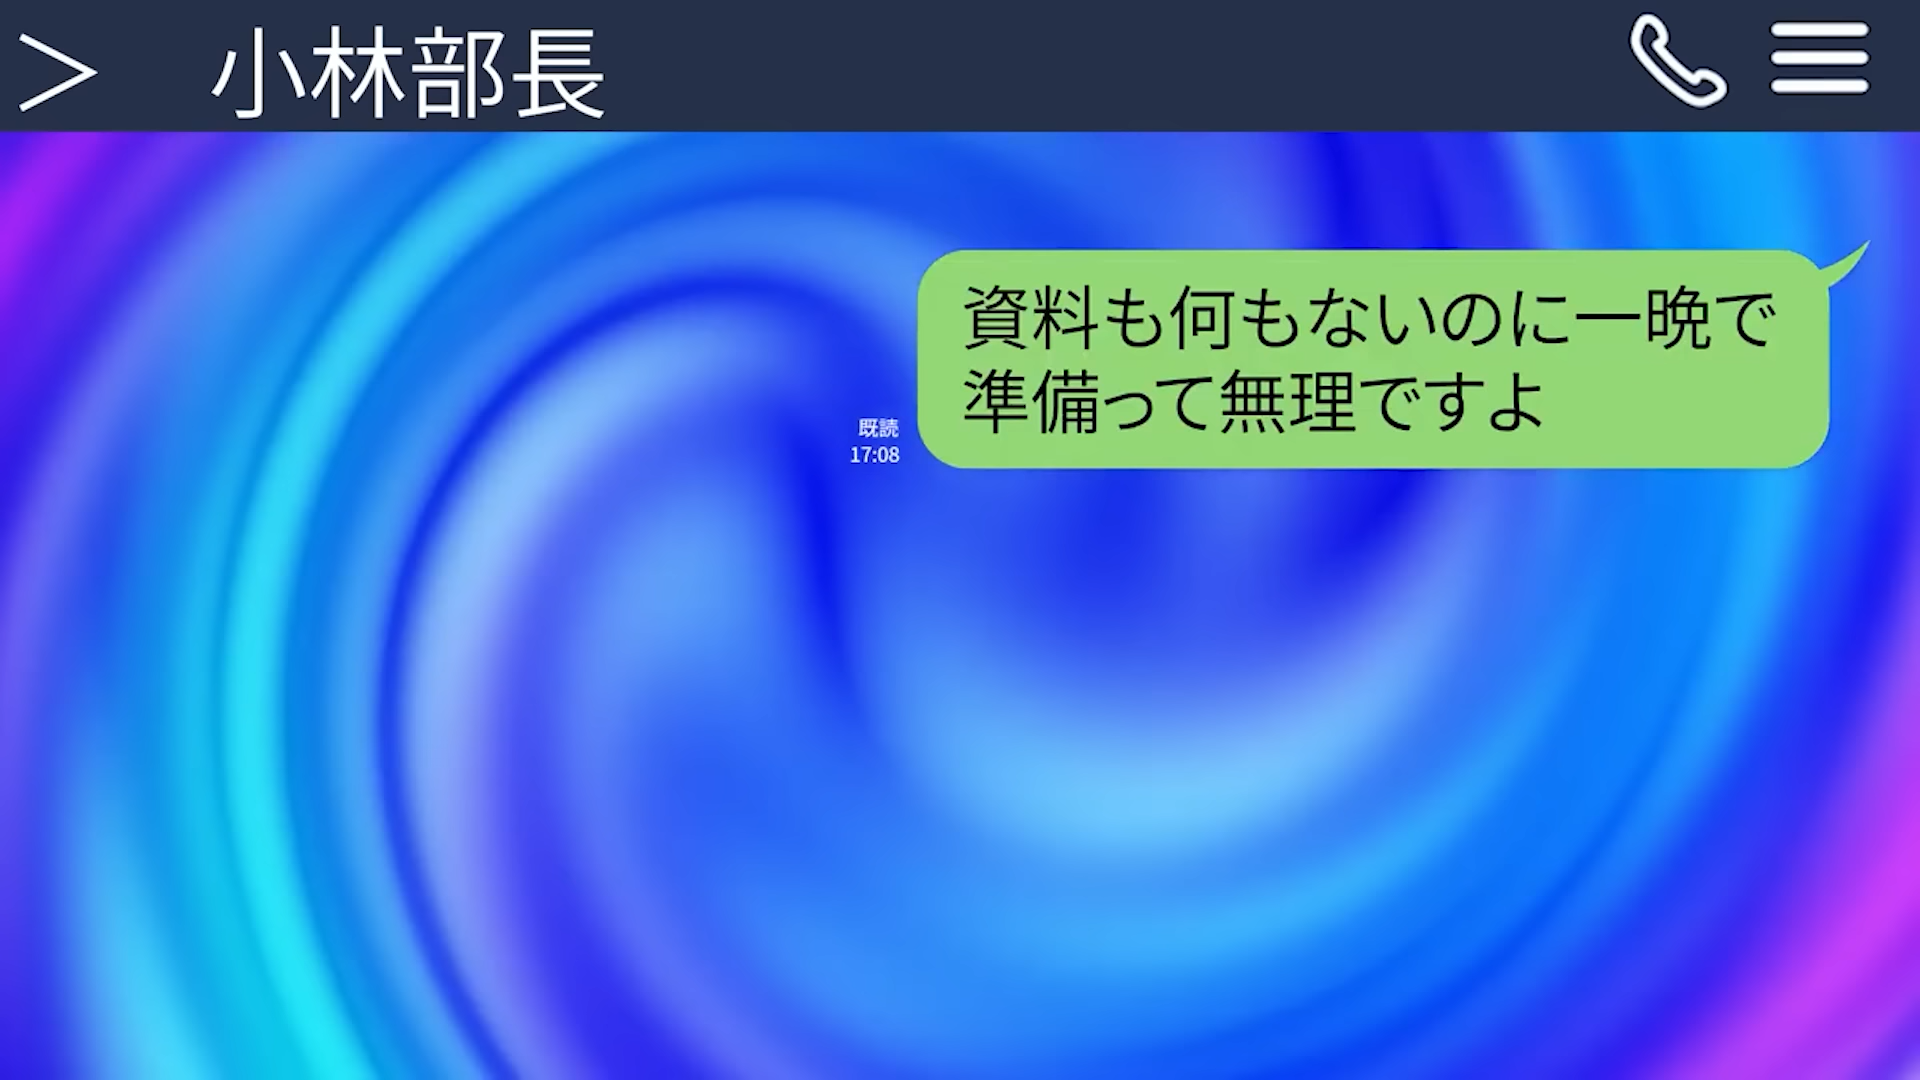 ＞ 小林部長
資料も何もないのに一晩で
準備って無理ですよ
既読
17:08